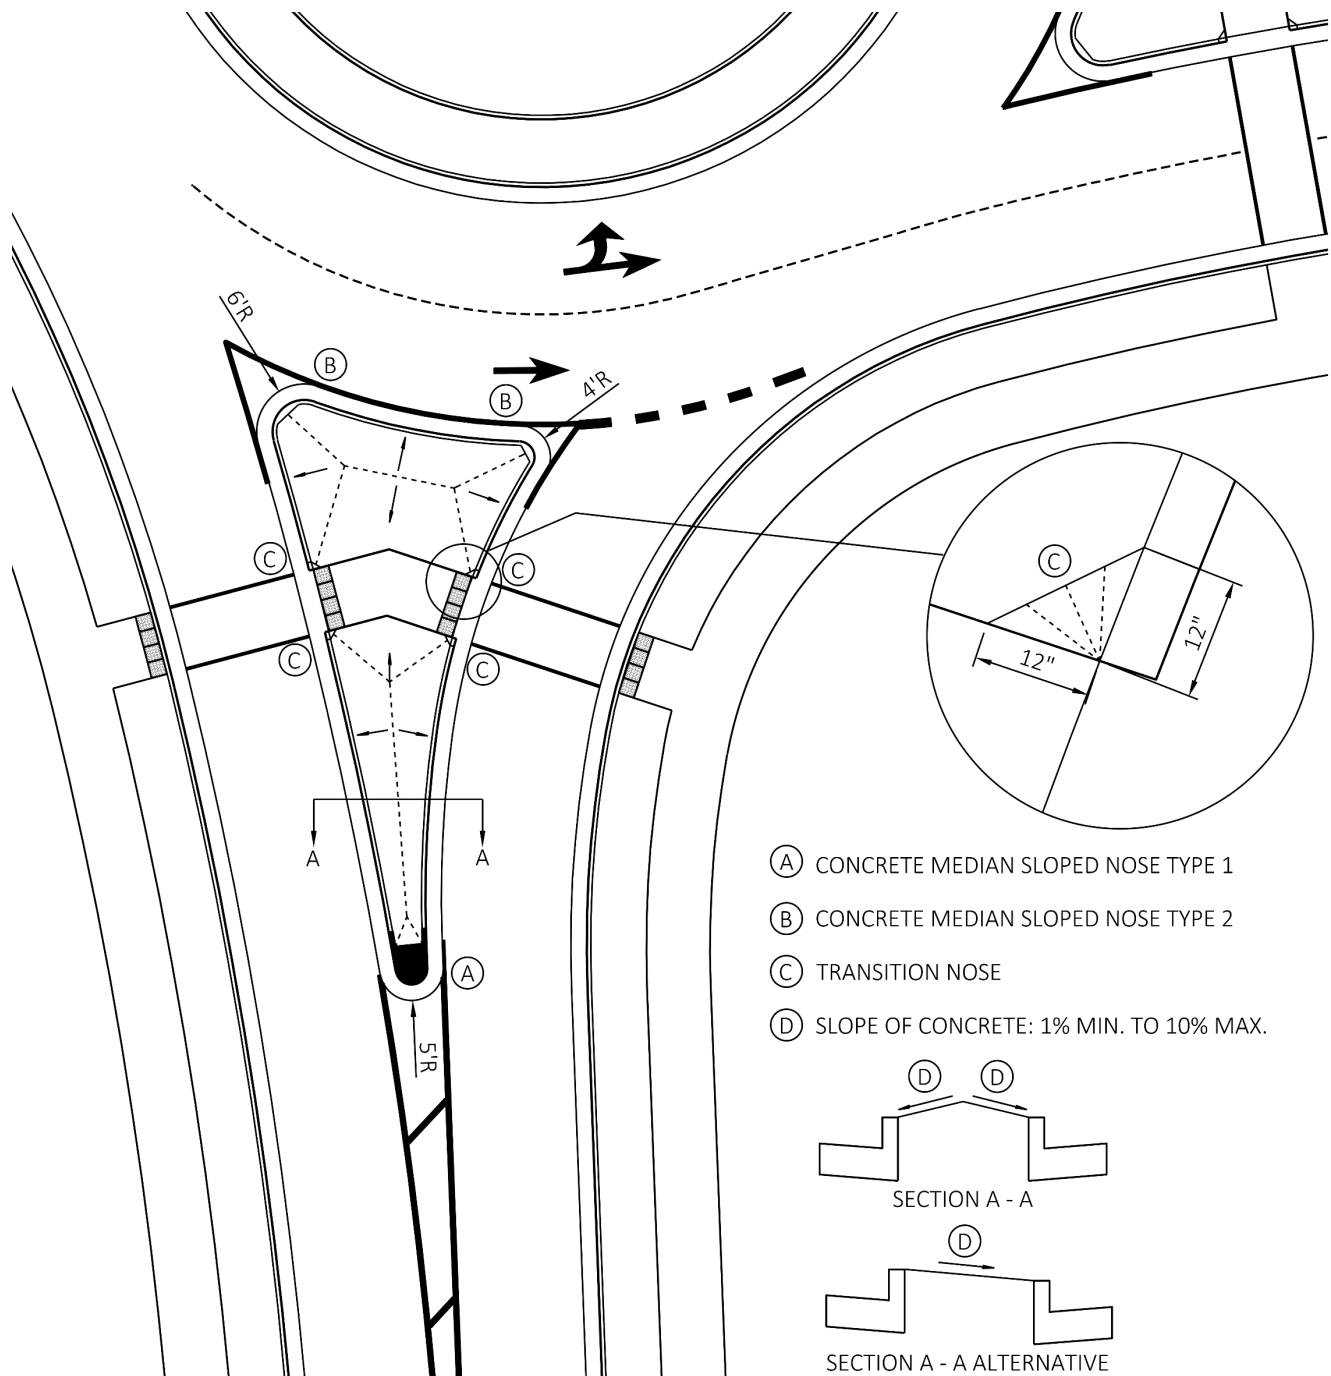 6'R
B
4'R
B
C
C
C
C
C
12"
12"
A
A
A
5'R
A CONCRETE MEDIAN SLOPED NOSE TYPE 1
B CONCRETE MEDIAN SLOPED NOSE TYPE 2
C TRANSITION NOSE
D SLOPE OF CONCRETE: 1% MIN. TO 10% MAX.
D D
SECTION A - A
D
SECTION A - A ALTERNATIVE